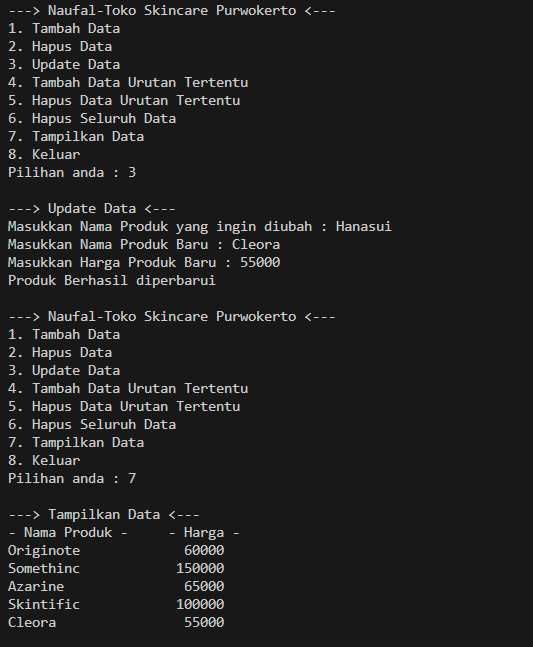 ---> Naufal-Toko Skincare Purwokerto <---
1. Tambah Data
2. Hapus Data
3. Update Data
4. Tambah Data Urutan Tertentu
5. Hapus Data Urutan Tertentu
6. Hapus Seluruh Data
7. Tampilkan Data
8. Keluar
Pilihan anda : 3

---> Update Data <---
Masukkan Nama Produk yang ingin diubah : Hanasui
Masukkan Nama Produk Baru : Cleora
Masukkan Harga Produk Baru : 55000
Produk Berhasil diperbarui

---> Naufal-Toko Skincare Purwokerto <---
1. Tambah Data
2. Hapus Data
3. Update Data
4. Tambah Data Urutan Tertentu
5. Hapus Data Urutan Tertentu
6. Hapus Seluruh Data
7. Tampilkan Data
8. Keluar
Pilihan anda : 7

---> Tampilkan Data <---
- Nama Produk -     - Harga -
Originote             60000
Somethinc            150000
Azarine               65000
Skintific            100000
Cleora                55000